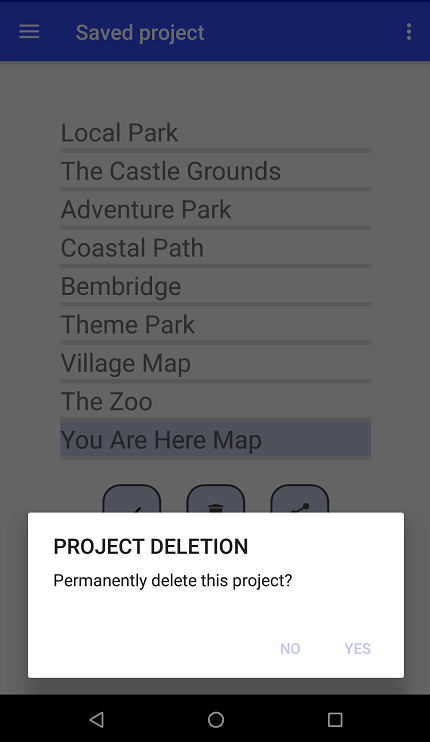 Saved project
Local Park
The Castle Grounds
Adventure Park
Coastal Path
Bembridge
Theme Park
Village Map
The Zoo
You Are Here Map
PROJECT DELETION
Permanently delete this project?
NO YES